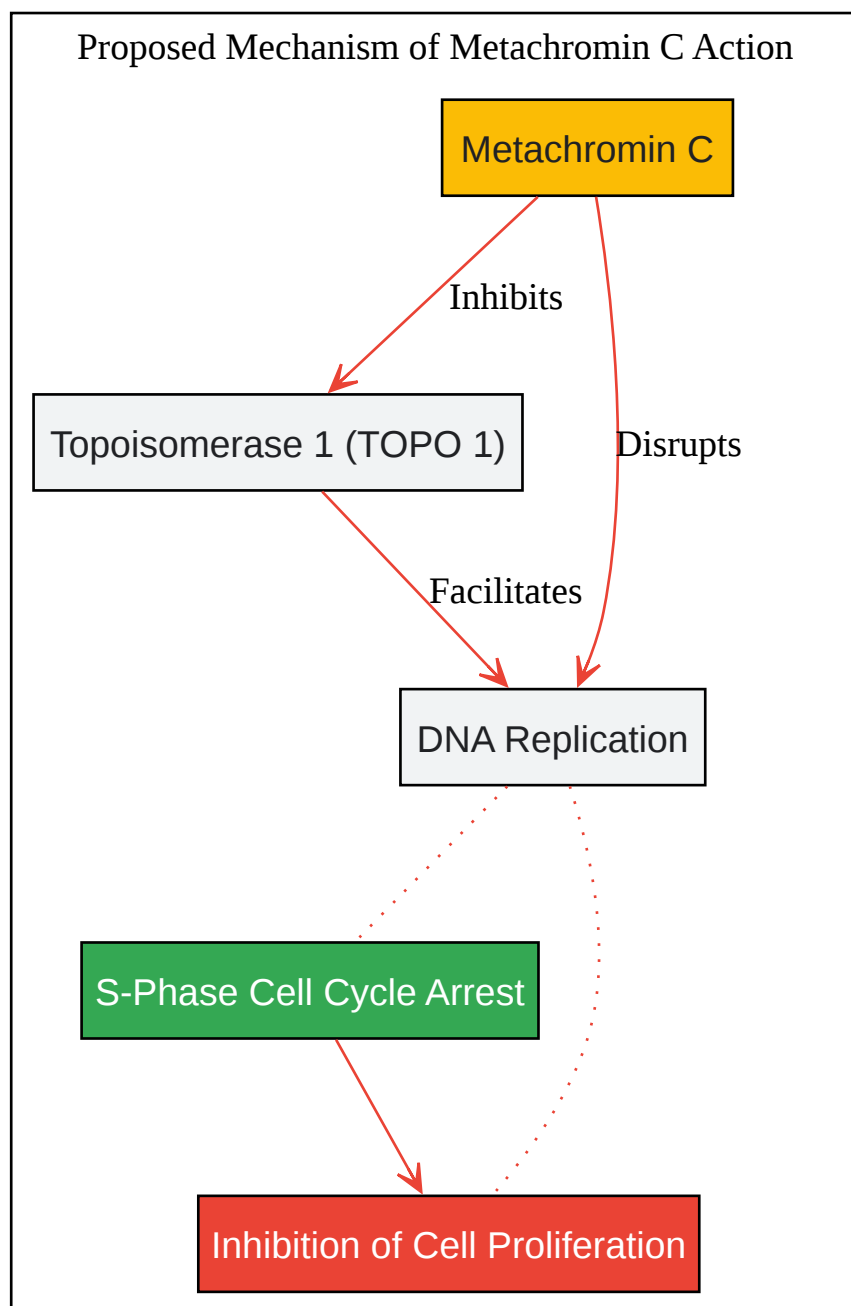 Proposed Mechanism of Metachromin C Action
Metachromin C
Inhibits
Topoisomerase 1 (TOPO 1)
Disrupts
Facilitates
DNA Replication
S-Phase Cell Cycle Arrest
Inhibition of Cell Proliferation